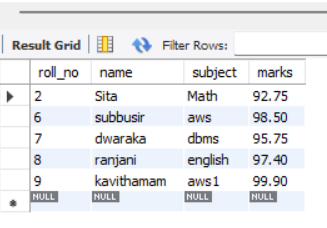 Result Grid Filter Rows:
roll_no name subject marks
2 Sita Math 92.75
6 subbusir aws 98.50
7 dwaraka dbms 95.75
8 ranjani english 97.40
9 kavithamam aws1 99.90
NULL NULL NULL NULL